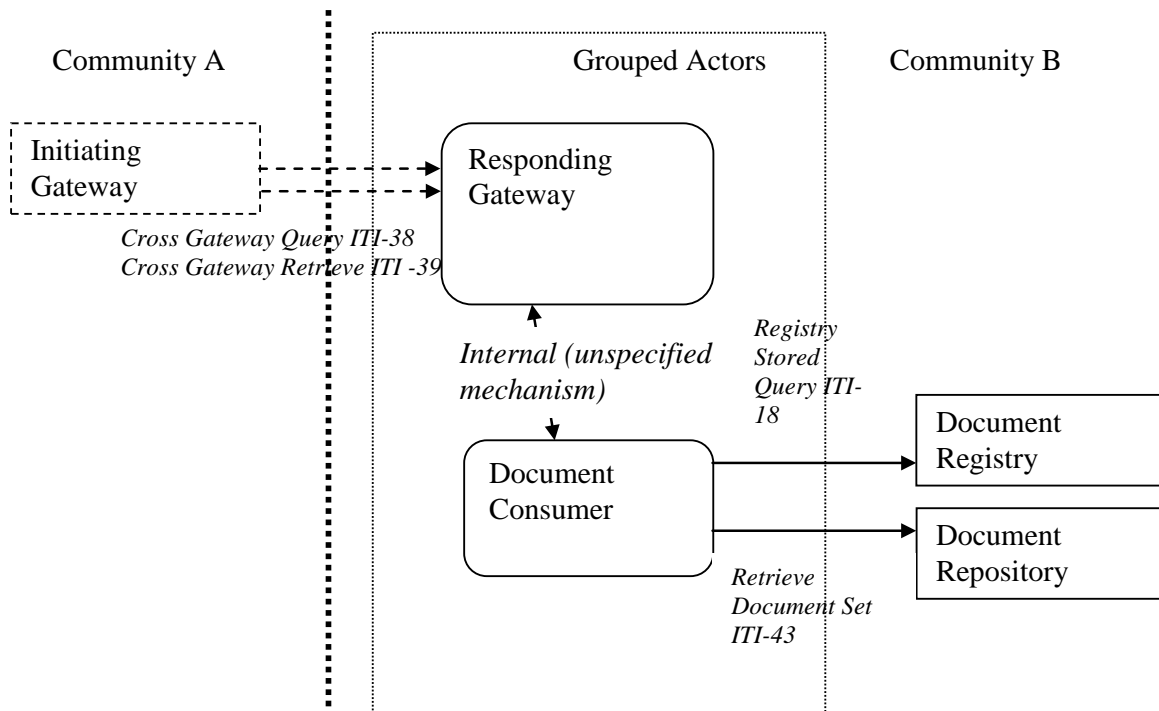 Community A
Grouped Actors
Community B
Initiating
Gateway
Responding
Gateway
Cross Gateway Query ITI-38
Cross Gateway Retrieve ITI -39
Internal (unspecified
mechanism)
Registry
Stored
Query ITI-
18
Document
Registry
Document
Consumer
Document
Repository
Retrieve
Document Set
ITI-43